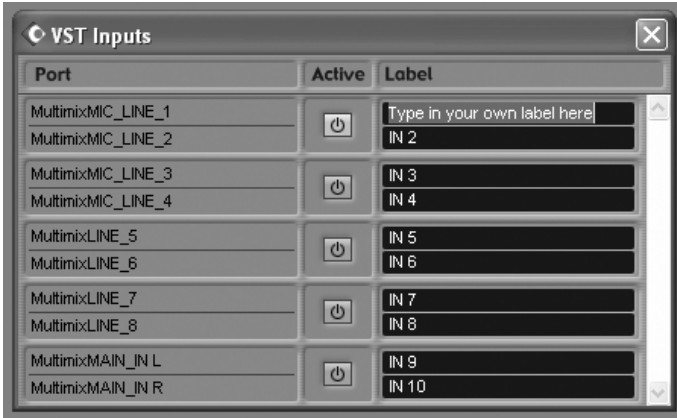 VST Inputs
Port Active Label
MultimixMIC_LINE_1 Type in your own label here
MultimixMIC_LINE_2 IN 2
MultimixMIC_LINE_3 IN 3
MultimixMIC_LINE_4 IN 4
MultimixLINE_5 IN 5
MultimixLINE_6 IN 6
MultimixLINE_7 IN 7
MultimixLINE_8 IN 8
MultimixMAIN_IN L IN 9
MultimixMAIN_IN R IN 10